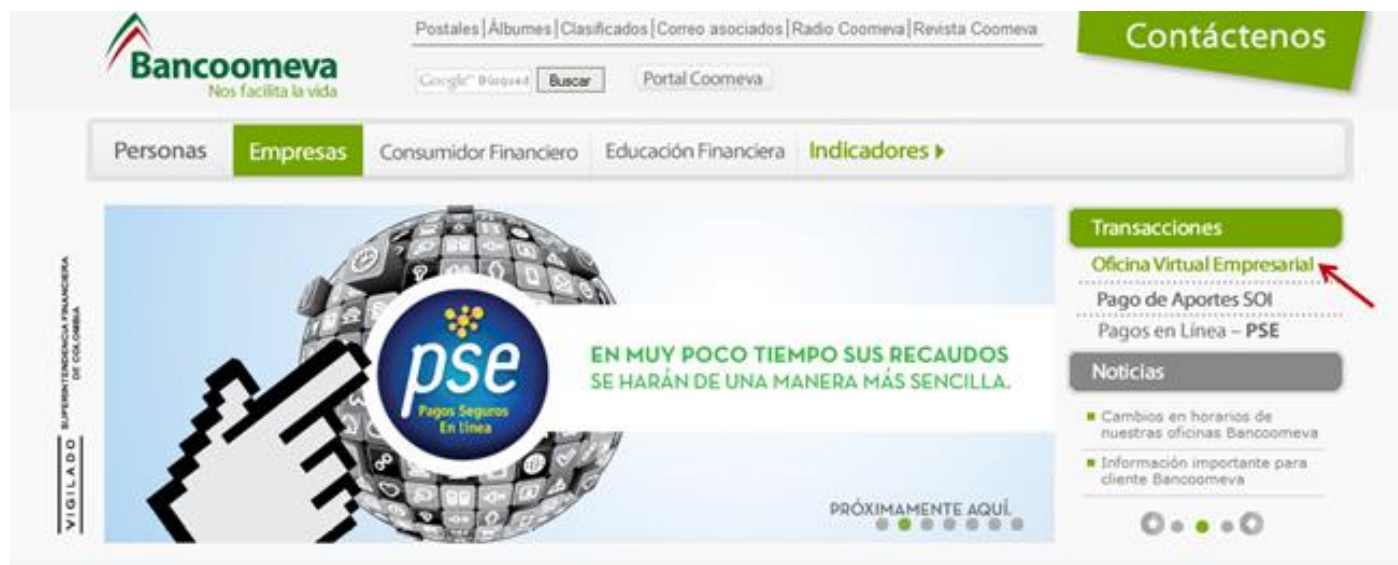 Postales|Álbumes|Clasificados|Correo asociados|Radio Coomeva|Revista Coomeva
Contáctenos
Bancoomeva
Nos facilita la vida
Google Búsqued
Buscar
Portal Coomeva
Personas
Empresas
Consumidor Financiero
Educación Financiera
Indicadores
Transacciones
Oficina Virtual Empresarial
Pago de Aportes SOI
Pagos en Línea – PSE
Noticias
Cambios en horarios de
nuestras oficinas Bancoomeva
Información importante para
cliente Bancoomeva
pse
Pagos Seguros
En línea
EN MUY POCO TIEMPO SUS RECAUDOS
SE HARÁN DE UNA MANERA MÁS SENCILLA.
PRÓXIMAMENTE AQUÍ.
VIGILADO
SUPERINTENDENCIA FINANCIERA
DE COLOMBIA